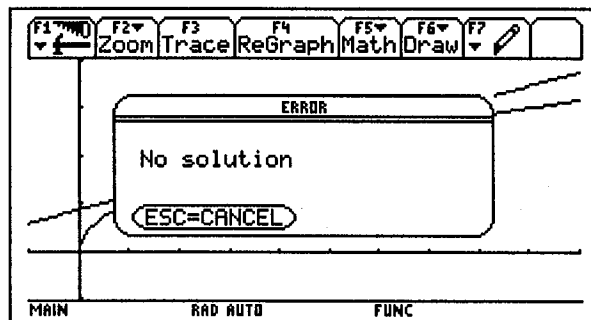 F1 F2 F3 F4 F5 F6 F7
Zoom Trace ReGraph Math Draw
ERROR
No solution
ESC=CANCEL
MAIN RAD AUTO FUNC